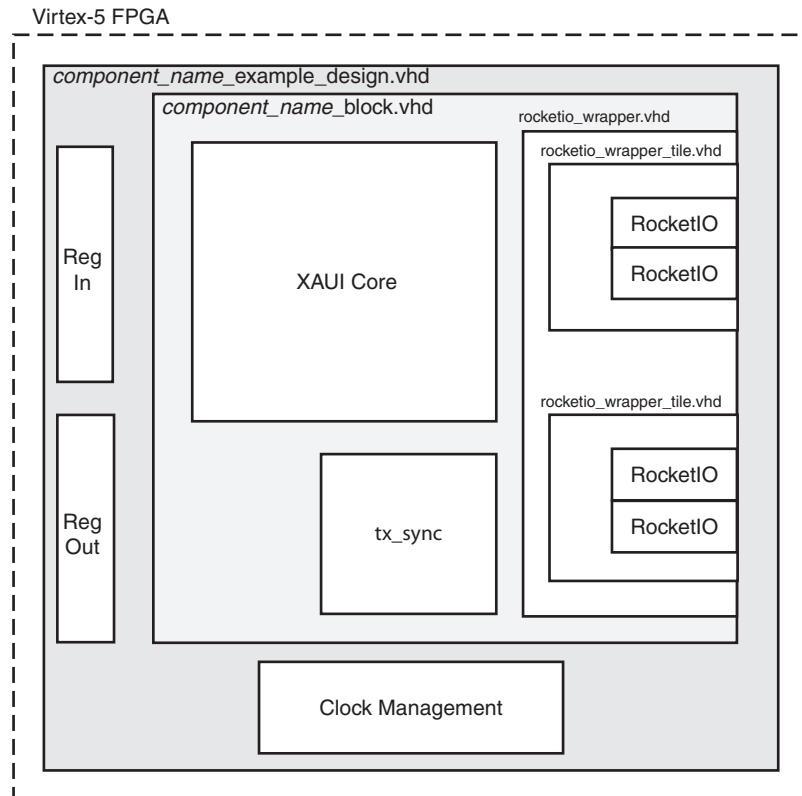 Virtex-5 FPGA
component_name_example_design.vhd
component_name_block.vhd
rocketio_wrapper.vhd
rocketio_wrapper_tile.vhd
Reg
In
XAUI Core
RocketIO
RocketIO
rocketio_wrapper_tile.vhd
Reg
Out
tx_sync
RocketIO
RocketIO
Clock Management